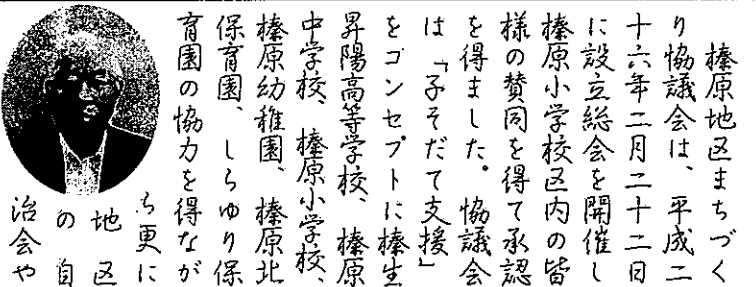 榛原地区まちづく
り協議会は、平成二
十六年二月二十二日
に設立総会を開催し
榛原小学校区内の皆
様の賛同を得て承認
を得ました。協議会
は「子そだて支援」
をコンセプトに榛生
昇陽高等学校、榛原
中学校、榛原小学校、
榛原幼稚園、榛原北
保育園、しらゆり保
育園の協力を得なが
ら更に
地区
の自
治会や